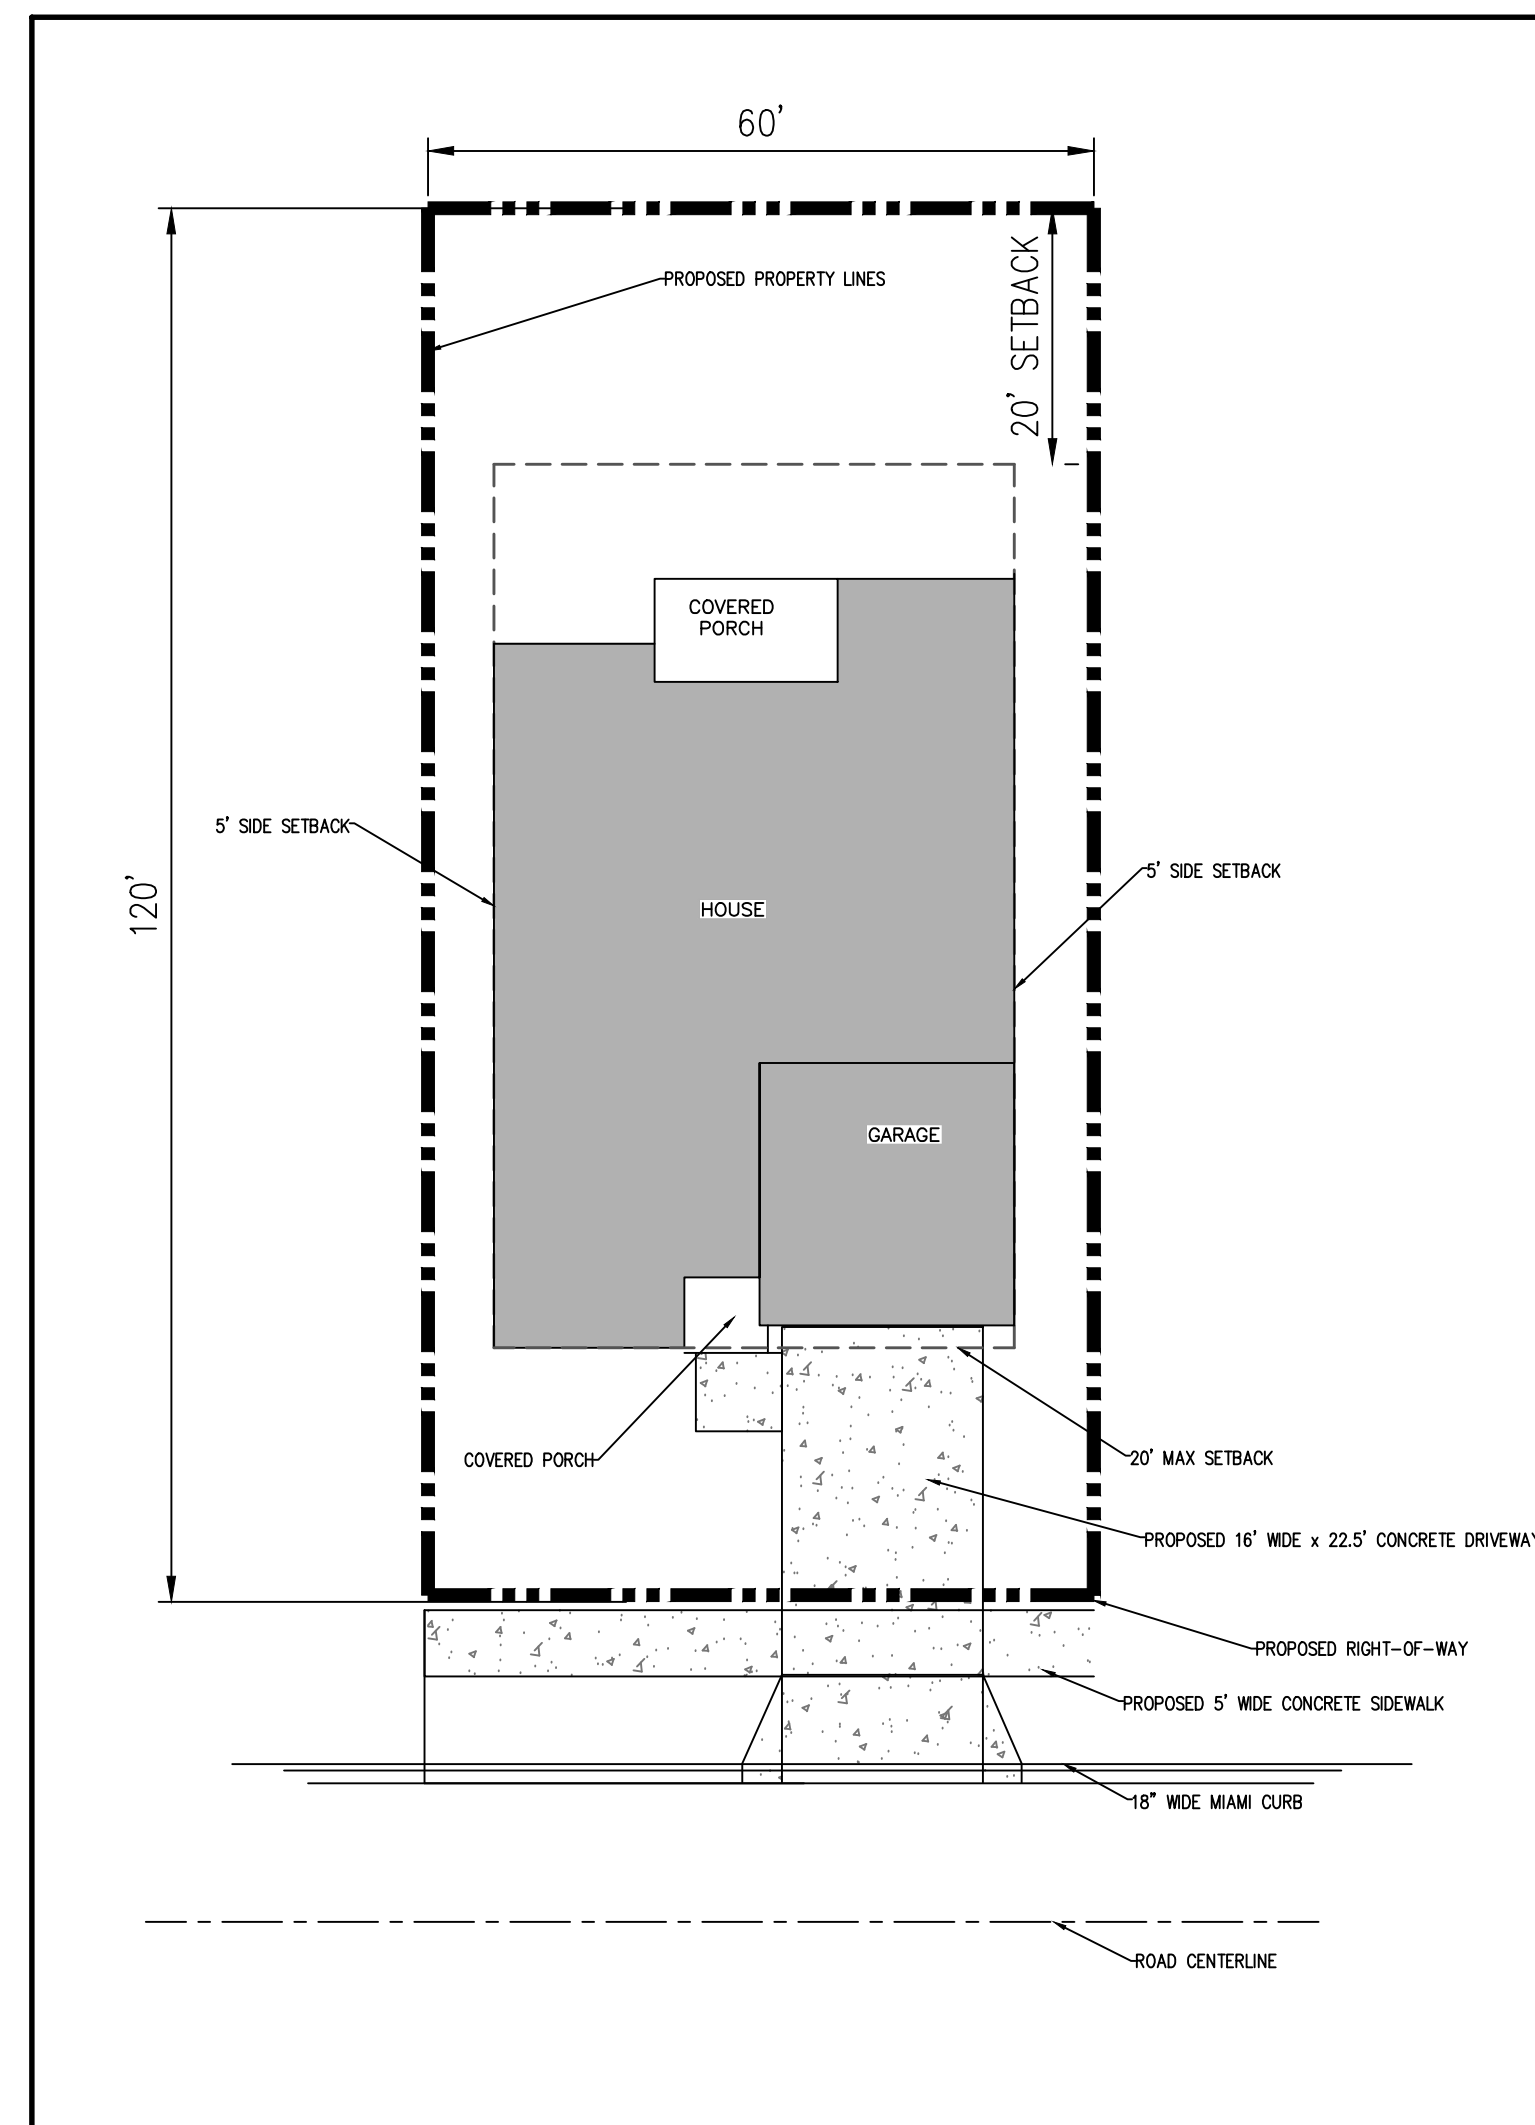 60'
PROPOSED PROPERTY LINES
20' SETBACK
COVERED
PORCH
5' SIDE SETBACK
5' SIDE SETBACK
120'
HOUSE
GARAGE
COVERED PORCH
20' MAX SETBACK
PROPOSED 16' WIDE x 22.5' CONCRETE DRIVEWAY
PROPOSED RIGHT-OF-WAY
PROPOSED 5' WIDE CONCRETE SIDEWALK
18" WIDE MIAMI CURB
ROAD CENTERLINE